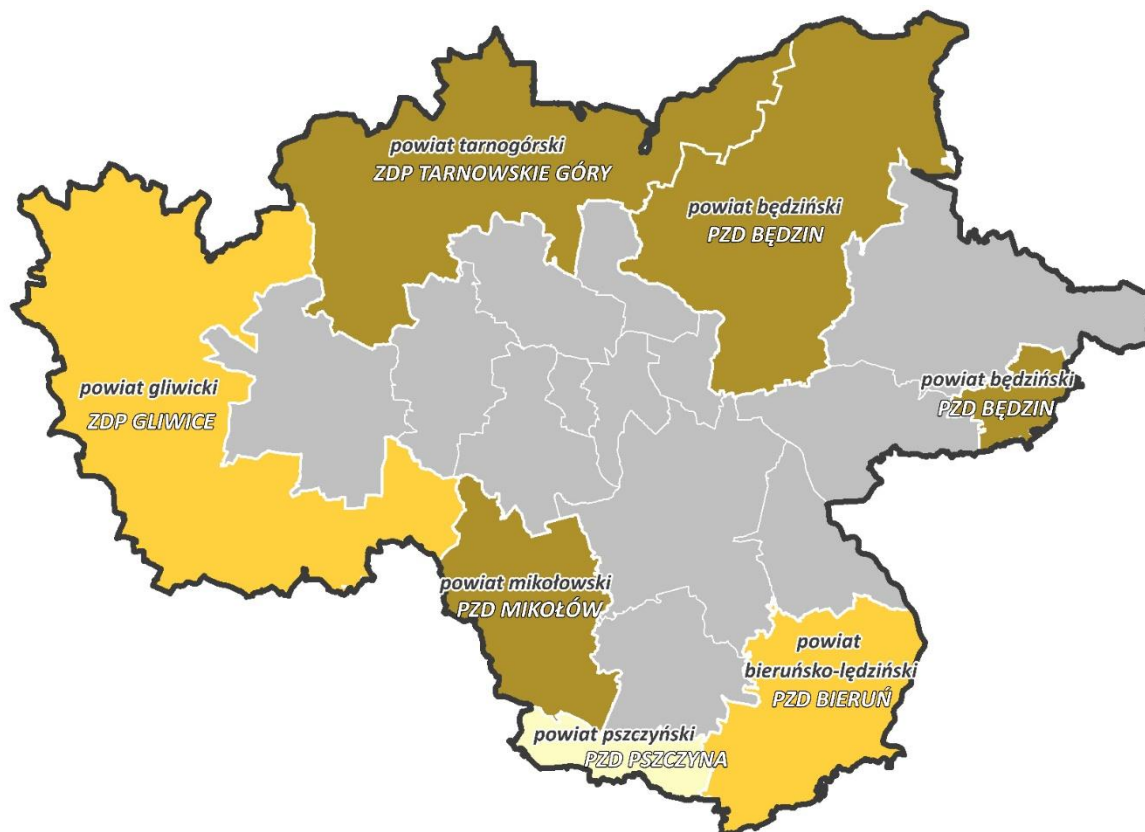 powiat tarnogórski
ZDP TARNOWSKIE GÓRY
powiat będziński
PZD BĘDZIN
powiat gliwicki
ZDP GLIWICE
powiat będziński
PZD BĘDZIN
powiat mikołowski
PZD MIKOŁÓW
powiat
bieruńsko-lędziński
PZD BIERUŃ
powiat pszczyński
PZD PSZCZYNA